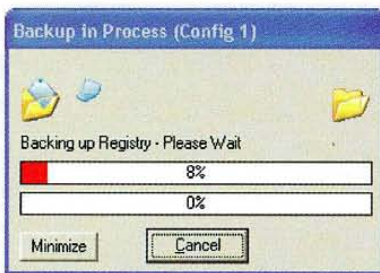 Backup in Process (Config 1)
Backing up Registry - Please Wait
8%
0%
Minimize
Cancel